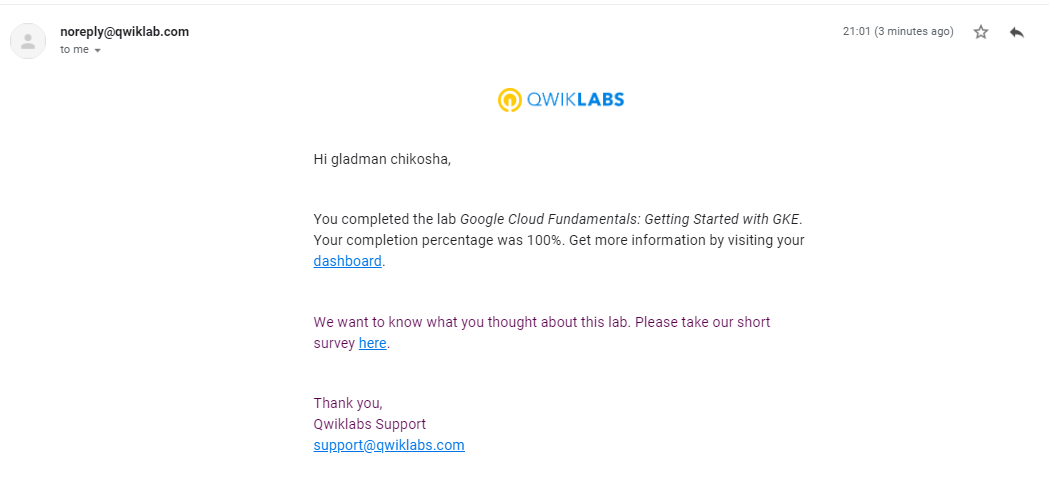 noreply@qwiklab.com
21:01 (3 minutes ago)
to me
QWIKLABS
Hi gladman chikosha,
You completed the lab Google Cloud Fundamentals: Getting Started with GKE.
Your completion percentage was 100%. Get more information by visiting your
dashboard.
We want to know what you thought about this lab. Please take our short
survey here.
Thank you,
Qwiklabs Support
support@qwiklabs.com